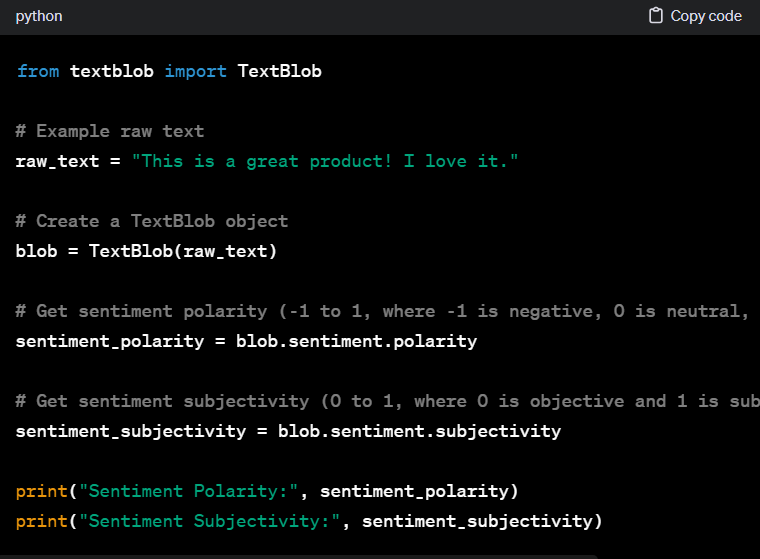 python
Copy code
from textblob import TextBlob
# Example raw text
raw_text = "This is a great product! I love it."
# Create a TextBlob object
blob = TextBlob(raw_text)
# Get sentiment polarity (-1 to 1, where -1 is negative, 0 is neutral,
sentiment_polarity = blob.sentiment.polarity
# Get sentiment subjectivity (0 to 1, where 0 is objective and 1 is sub
sentiment_subjectivity = blob.sentiment.subjectivity
print("Sentiment Polarity:", sentiment_polarity)
print("Sentiment Subjectivity:", sentiment_subjectivity)